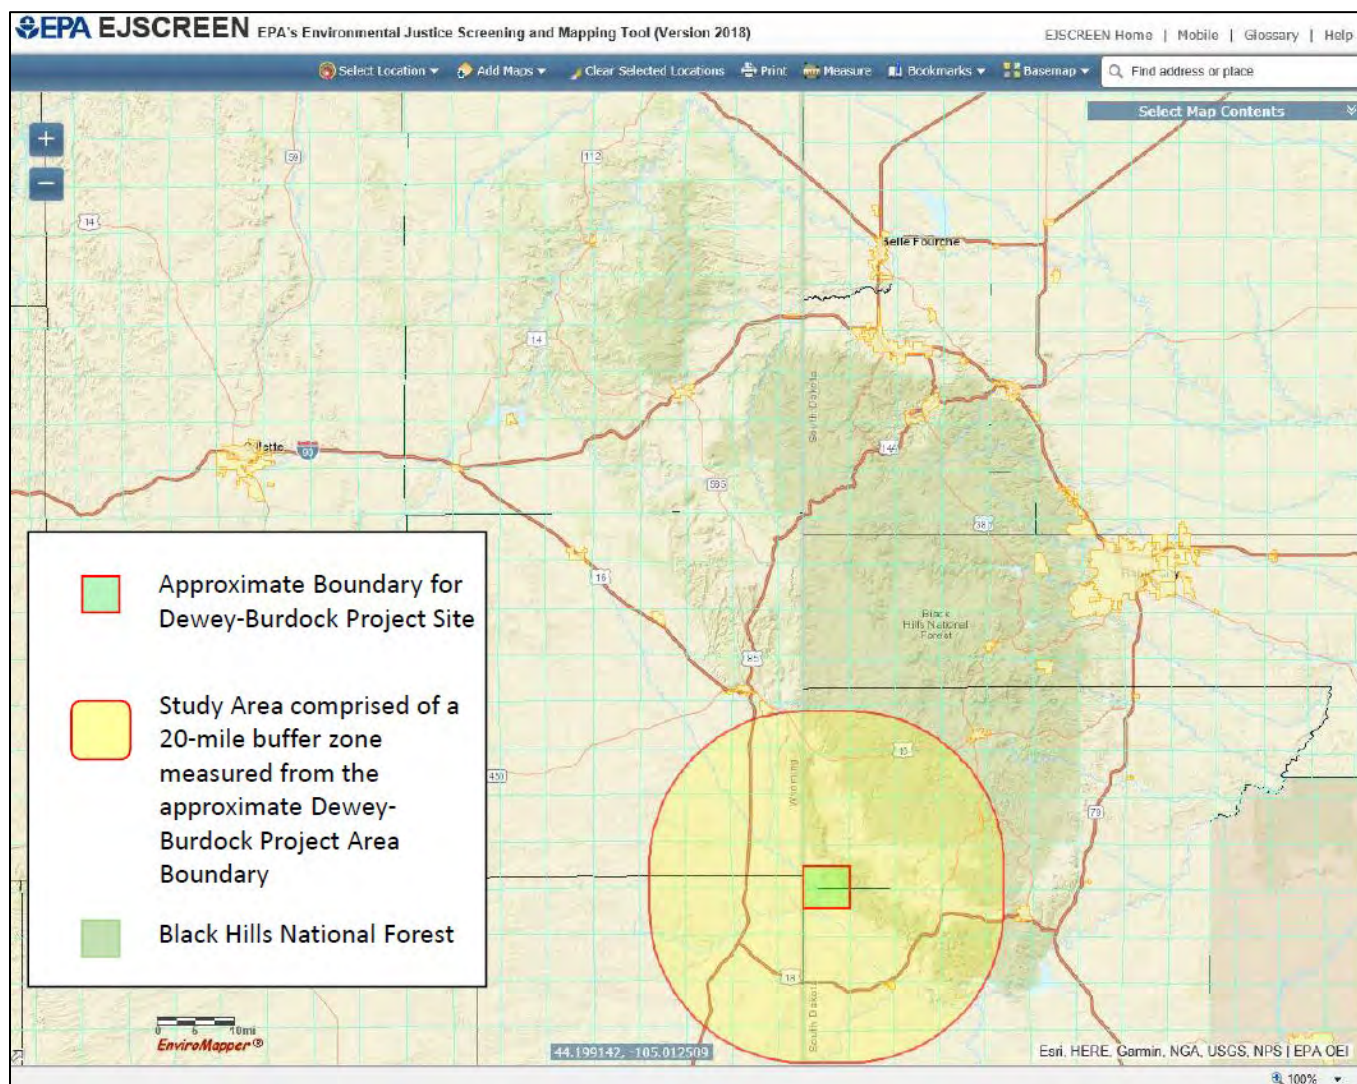 EPA EJSCREEN EPA's Environmental Justice Screening and Mapping Tool (Version 2018)
EJSCREEN Home | Mobile | Glossary | Help
Select Location Add Maps Clear Selected Locations Print Measure Bookmarks Basemap Find address or place
Select Map Contents
+
−
59
112
14
Belle Fourche
14
South Dakota
90
585
385
16
Black
Hills National
Forest
85
450
Wyoming
79
18
South Dakota
Approximate Boundary for
Dewey-Burdock Project Site
Study Area comprised of a
20-mile buffer zone
measured from the
approximate Dewey-
Burdock Project Area
Boundary
Black Hills National Forest
10mi
EnviroMapper®
44.199142, -105.012509
Esri, HERE, Garmin, NGA, USGS, NPS | EPA OEI
100%